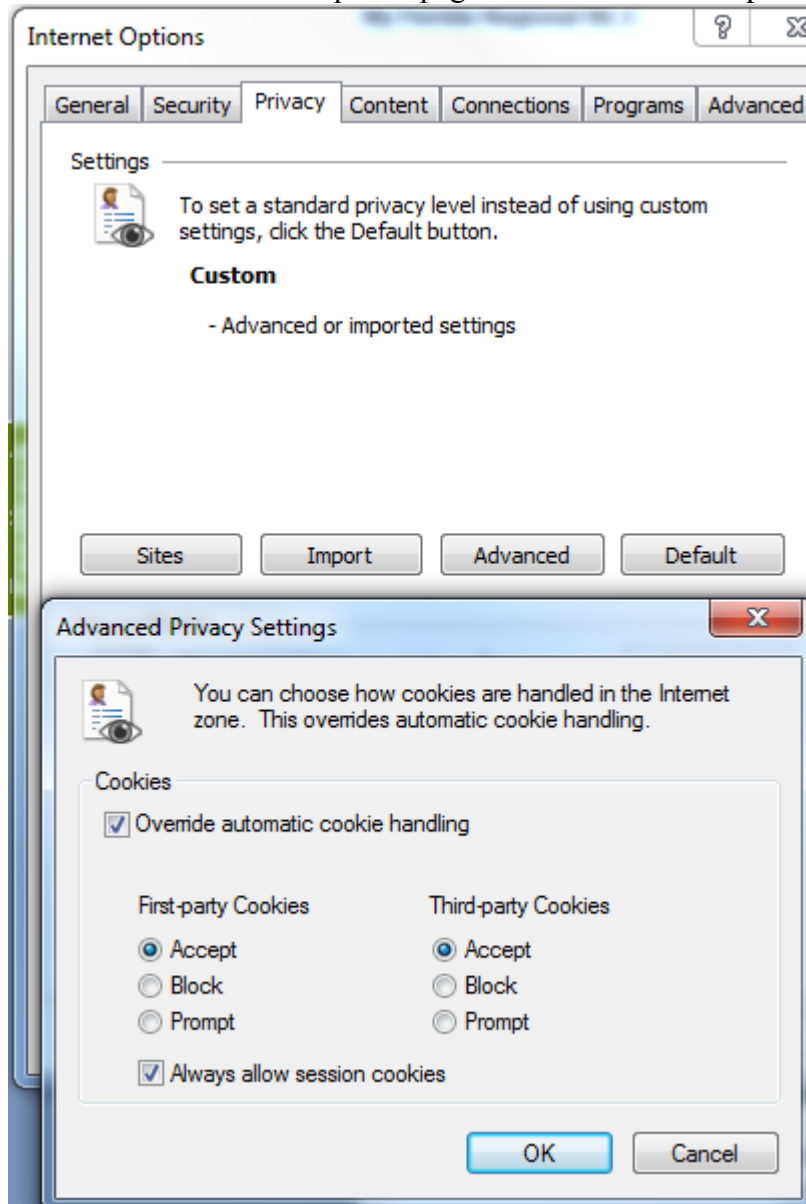 Internet Options
General Security Privacy Content Connections Programs Advanced
Settings
To set a standard privacy level instead of using custom
settings, click the Default button.
Custom
- Advanced or imported settings
Sites Import Advanced Default
Advanced Privacy Settings
You can choose how cookies are handled in the Internet
zone. This overrides automatic cookie handling.
Cookies
Override automatic cookie handling
First-party Cookies Third-party Cookies
Accept Accept
Block Block
Prompt Prompt
Always allow session cookies
OK Cancel